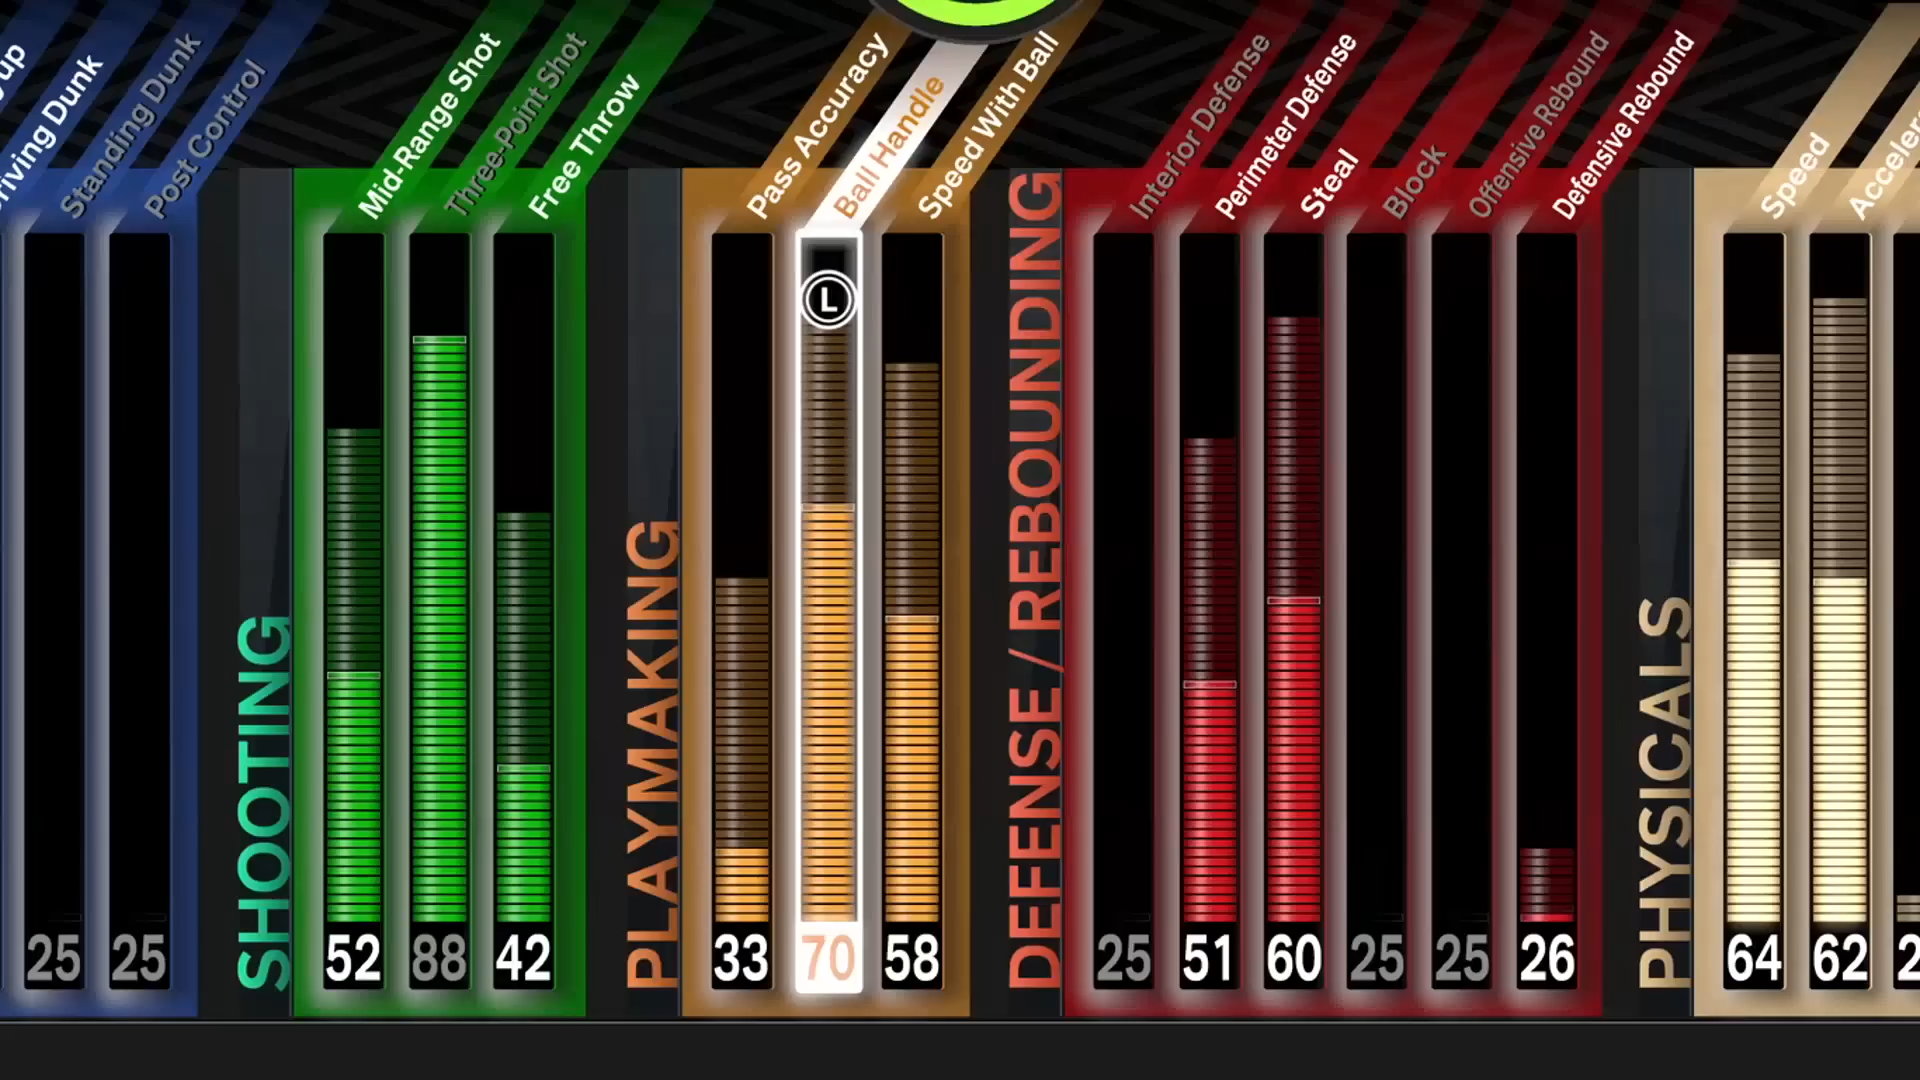 Driving Dunk
Standing Dunk
Post Control
Mid-Range Shot
Three-Point Shot
Free Throw
Pass Accuracy
Ball Handle
Speed With Ball
Interior Defense
Perimeter Defense
Steal
Block
Offensive Rebound
Defensive Rebound
Speed
L
SHOOTING
PLAYMAKING
DEFENSE / REBOUNDING
PHYSICALS
25 25 52 88 42 33 70 58 25 51 60 25 25 26 64 62